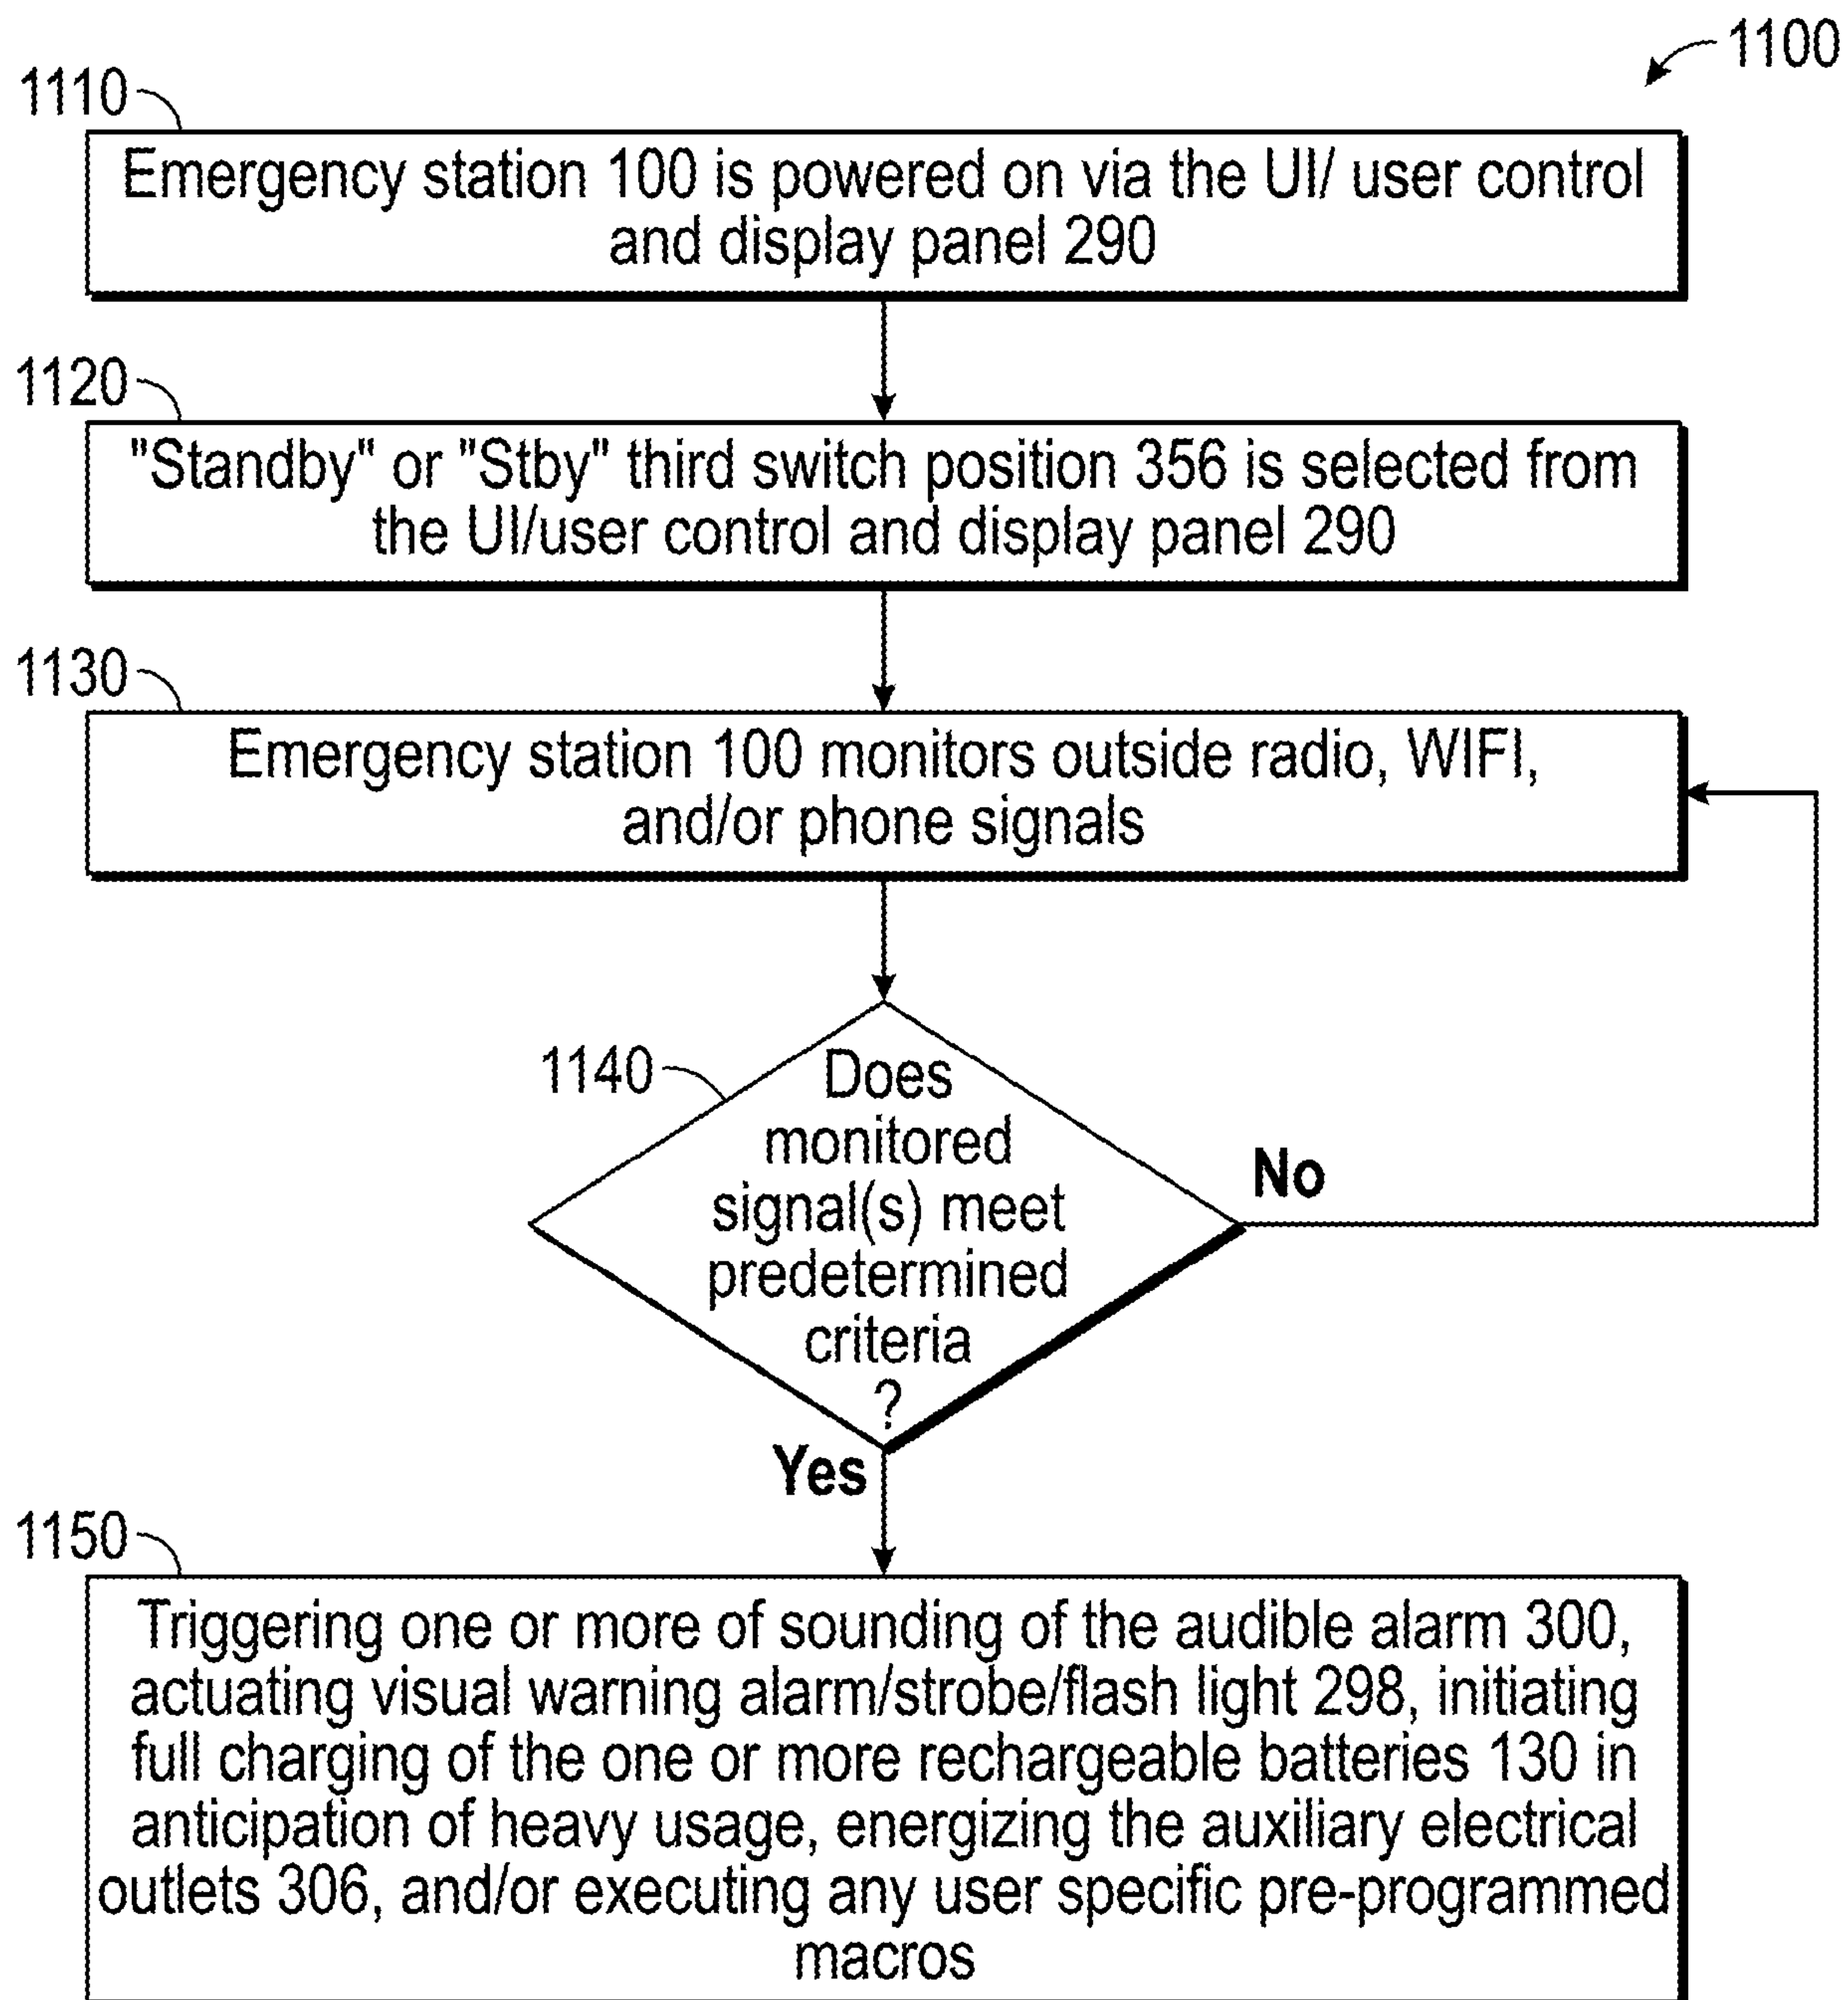 1100
1110
Emergency station 100 is powered on via the UI/ user control
and display panel 290
1120
"Standby" or "Stby" third switch position 356 is selected from
the UI/user control and display panel 290
1130
Emergency station 100 monitors outside radio, WIFI,
and/or phone signals
1140
Does
monitored
signal(s) meet
predetermined
criteria
?
No
Yes
1150
Triggering one or more of sounding of the audible alarm 300,
actuating visual warning alarm/strobe/flash light 298, initiating
full charging of the one or more rechargeable batteries 130 in
anticipation of heavy usage, energizing the auxiliary electrical
outlets 306, and/or executing any user specific pre-programmed
macros